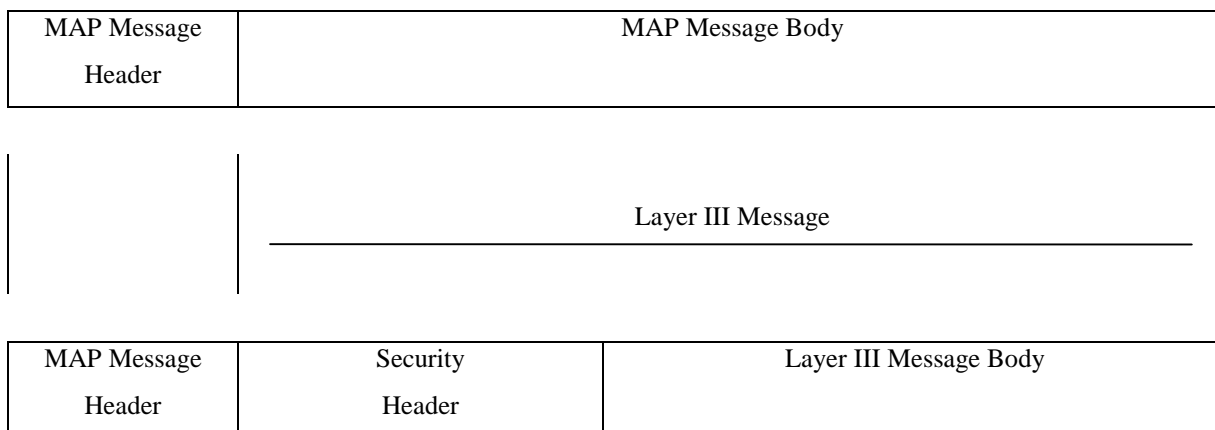 MAP Message Header
MAP Message Body
Layer III Message
MAP Message Header
Security Header
Layer III Message Body